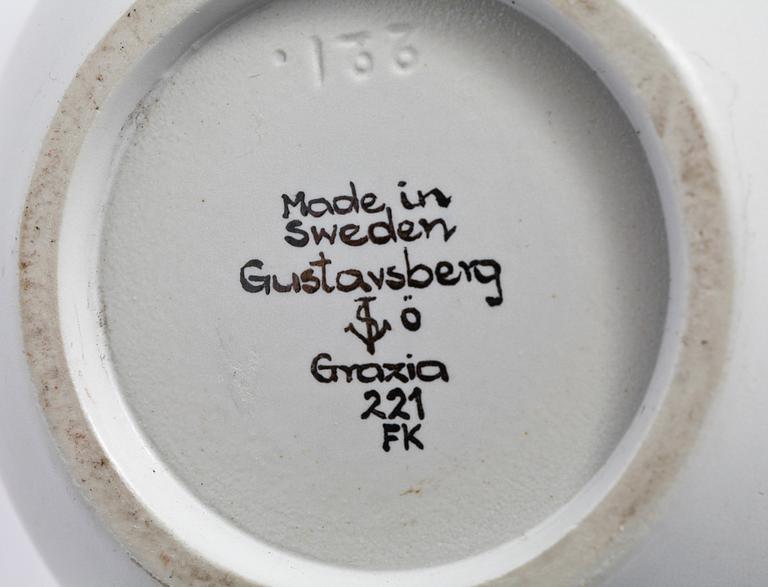 133
Made in
Sweden
Gustavsberg
ö
Grazia
221
FK